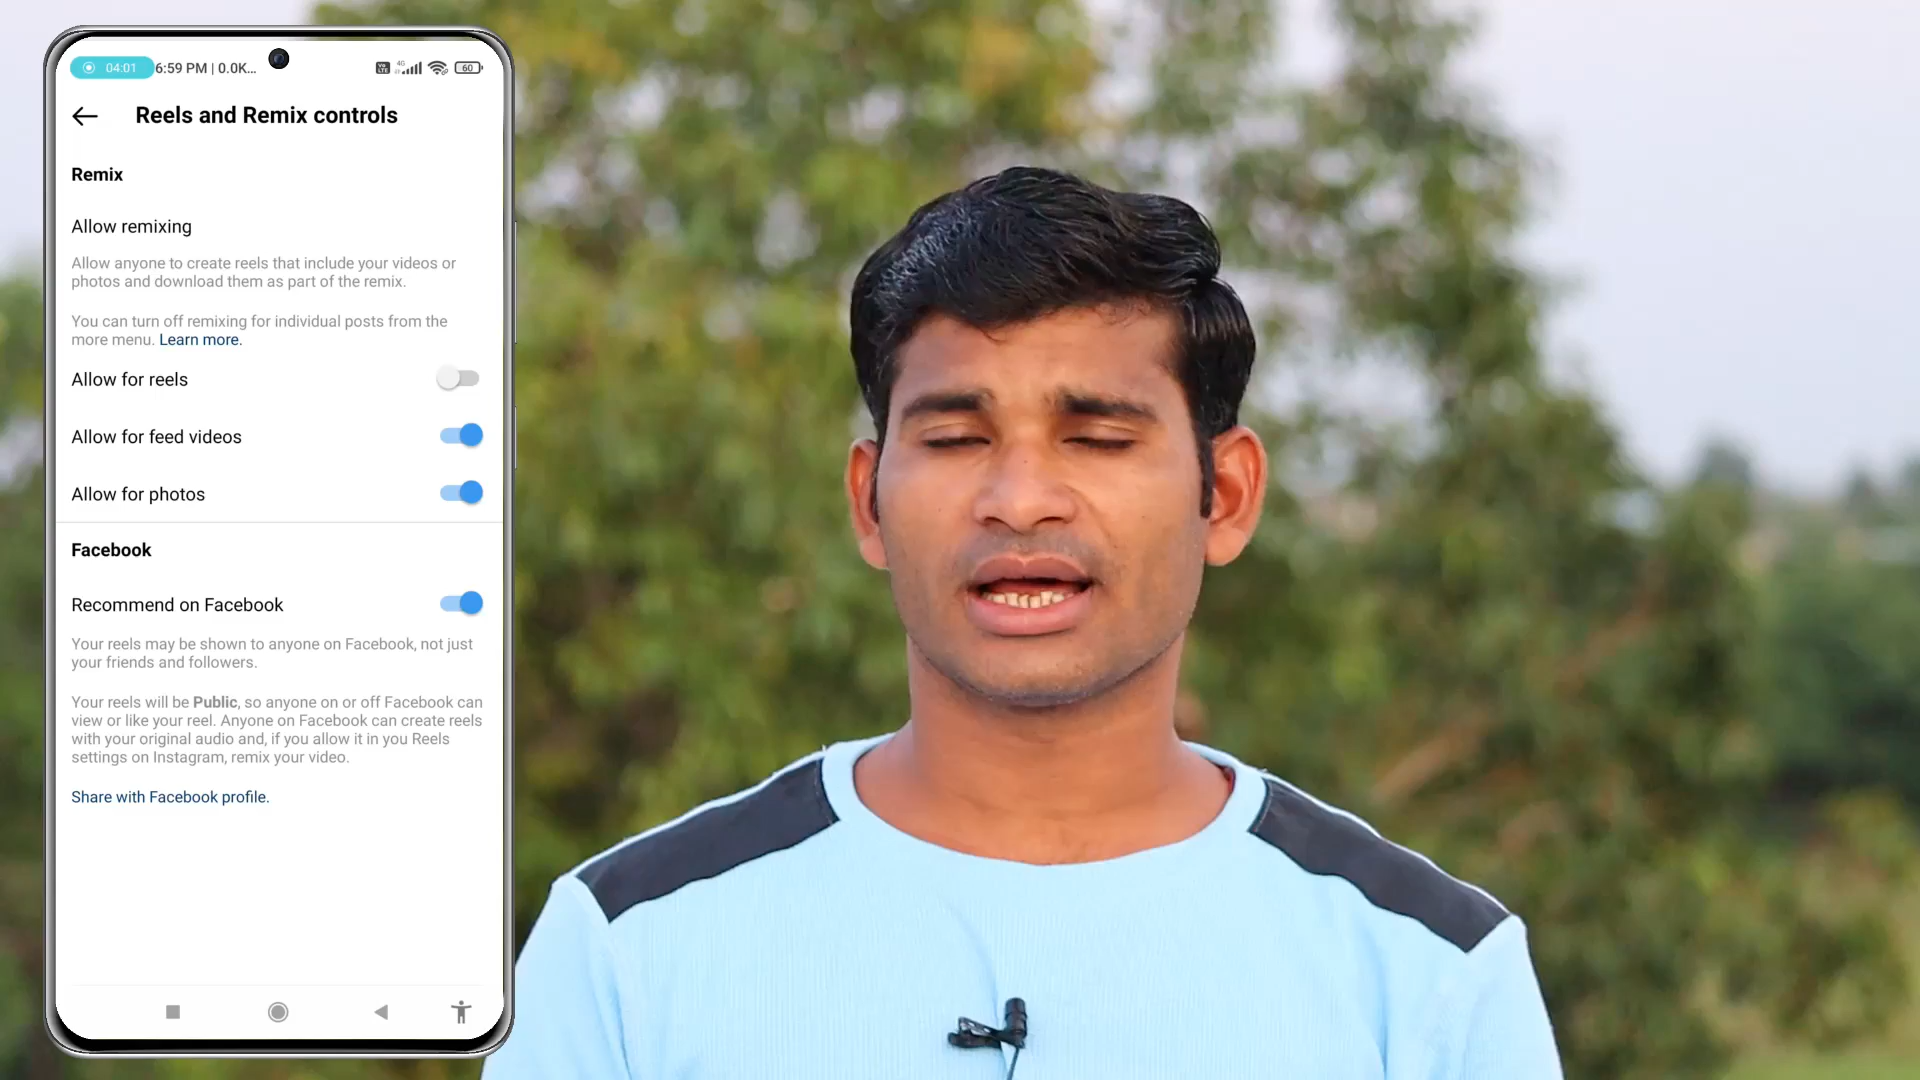 04:01 6:59 PM | 0.0K... 4G 60
Reels and Remix controls
Remix
Allow remixing
Allow anyone to create reels that include your videos or
photos and download them as part of the remix.
You can turn off remixing for individual posts from the
more menu. Learn more.
Allow for reels
Allow for feed videos
Allow for photos
Facebook
Recommend on Facebook
Your reels may be shown to anyone on Facebook, not just
your friends and followers.
Your reels will be Public, so anyone on or off Facebook can
view or like your reel. Anyone on Facebook can create reels
with your original audio and, if you allow it in you Reels
settings on Instagram, remix your video.
Share with Facebook profile.